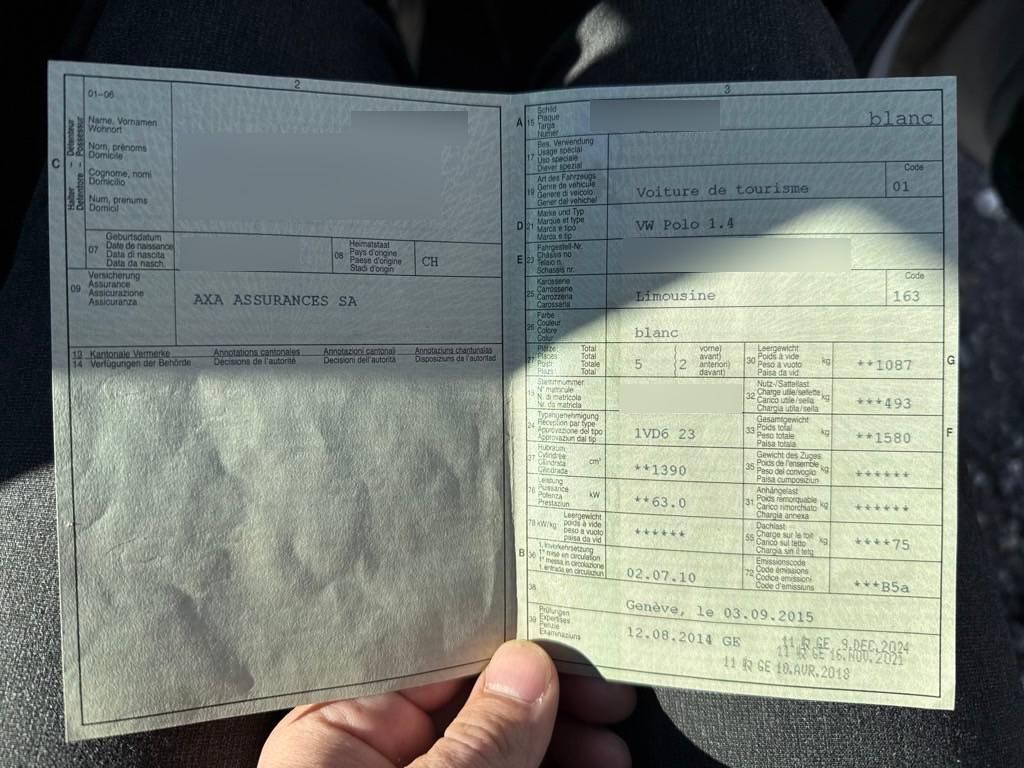 2
01-06
Name, Vornamen
Wohnort
Nom, prénoms
Domicile
Cognome, nomi
Domicilio
Num, prenums
Domicil
C
Halter – Détenteur
Detentore – Possessur
07
Geburtsdatum
Date de naissance
Data di nascita
Data da nasch.
08
Heimatstaat
Pays d'origine
Paese d'origine
Stadi d'origin
CH
09
Versicherung
Assurance
Assicurazione
Assicuranza
AXA ASSURANCES SA
13 Kantonale Vermerke Annotations cantonales Annotazioni cantonali Annotaziuns chantunalas
14 Verfügungen der Behörde Décisions de l'autorité Decisioni dell'autorità Disposiziuns da l'autoritad
3
A 15
Schild
Plaque
Targa
Numer
blanc
17
Bes. Verwendung
Usage spécial
Uso speciale
Diever spezial
19
Art des Fahrzeugs
Genre de véhicule
Genere di veicolo
Gener dal vehichel
Voiture de tourisme
Code
01
D 21
Marke und Typ
Marque et type
Marca e tipo
Marca e tip
VW Polo 1.4
E 23
Fahrgestell-Nr.
Châssis no
Telaio n.
Schassis nr.
25
Karosserie
Carrosserie
Carrozzeria
Carossaria
Limousine
Code
163
26
Farbe
Couleur
Colore
Colur
blanc
27
Plätze: Total
Places: Total
Posti: Totale
Plazs: Total
5
(2
vorne)
avant)
anteriori)
davant)
30
Leergewicht
Poids à vide
Peso a vuoto
Paisa da vid
kg
**1087
G
Stammnummer
N° matricule
N. di matricola
Nr. da matricla
32
Nutz-/Sattellast
Charge utile/sellette
Carico utile/sella
Chargia utila/sella
kg
***493
24
Typengenehmigung
Réception par type
Approvazione del tipo
Approvaziun dal tip
1VD6 23
33
Gesamtgewicht
Poids total
Peso totale
Paisa totala
kg
**1580
F
37
Hubraum
Cylindrée
Cilindrata
Cilindrada
cm³
**1390
35
Gewicht des Zuges
Poids de l'ensemble
Peso del convoglio
Paisa cumposiziun
kg
******
76
Leistung
Puissance
Potenza
Prestaziun
kW
**63.0
31
Anhängelast
Poids remorquable
Carico rimorchiato
Chargia annexa
kg
******
78 kW/kg
Leergewicht
poids à vide
peso a vuoto
paisa da vid
******
55
Dachlast
Charge sur le toit
Carico sul tetto
Chargia sin il tetg
kg
****75
B 36
1. Inverkehrsetzung
1re mise en circulation
1a messa in circolazione
1. entrada en circulaziun
02.07.10
72
Emissionscode
Code émissions
Codice emissioni
Code d'emissiuns
***B5a
38
Genève, le 03.09.2015
39
Prüfungen
Expertises
Perizie
Examinaziuns
12.08.2014 GE
11 GE 9.DEC.2024
11 GE 16.NOV.2021
11 GE 10.AVR.2018